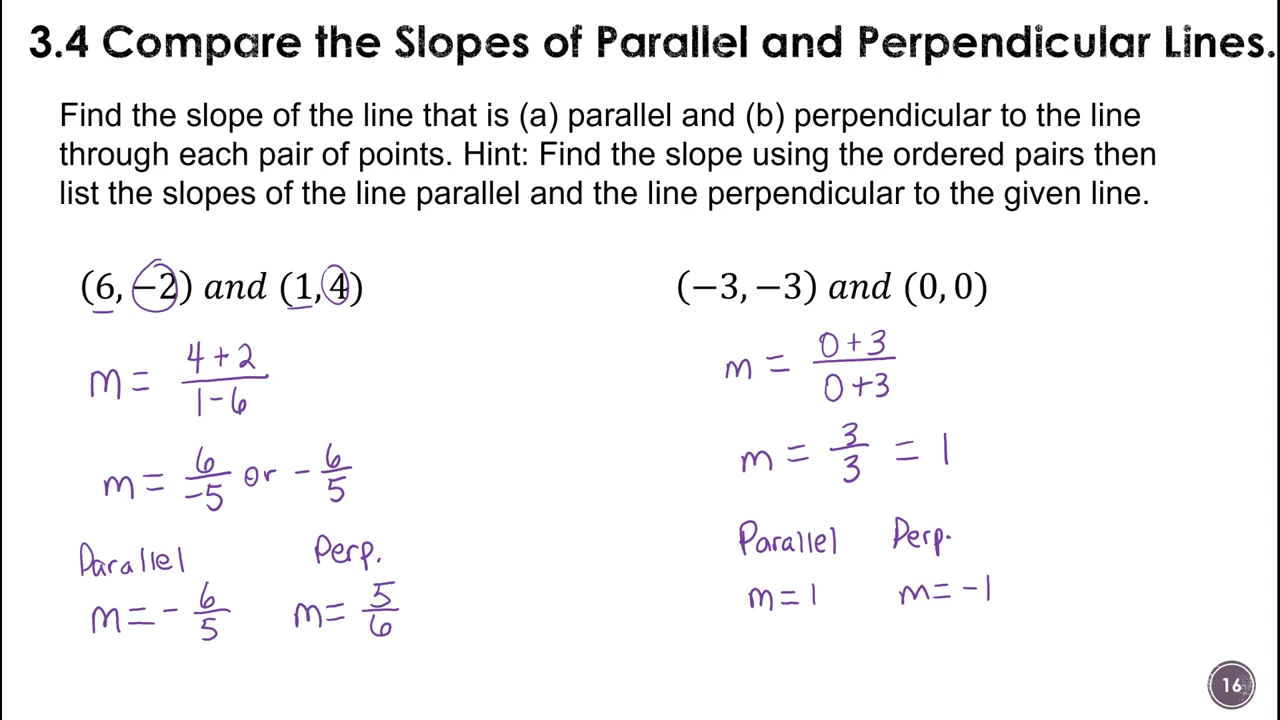 3.4 Compare the Slopes of Parallel and Perpendicular Lines.
Find the slope of the line that is (a) parallel and (b) perpendicular to the line
through each pair of points. Hint: Find the slope using the ordered pairs then
list the slopes of the line parallel and the line perpendicular to the given line.
(6, −2) and (1, 4)
m = 4 + 2 / 1 - 6
m = 6 / -5 or - 6 / 5
Parallel Perp.
m = - 6 / 5 m = 5 / 6
(−3, −3) and (0, 0)
m = 0 + 3 / 0 + 3
m = 3 / 3 = 1
Parallel Perp.
m = 1 m = -1
16